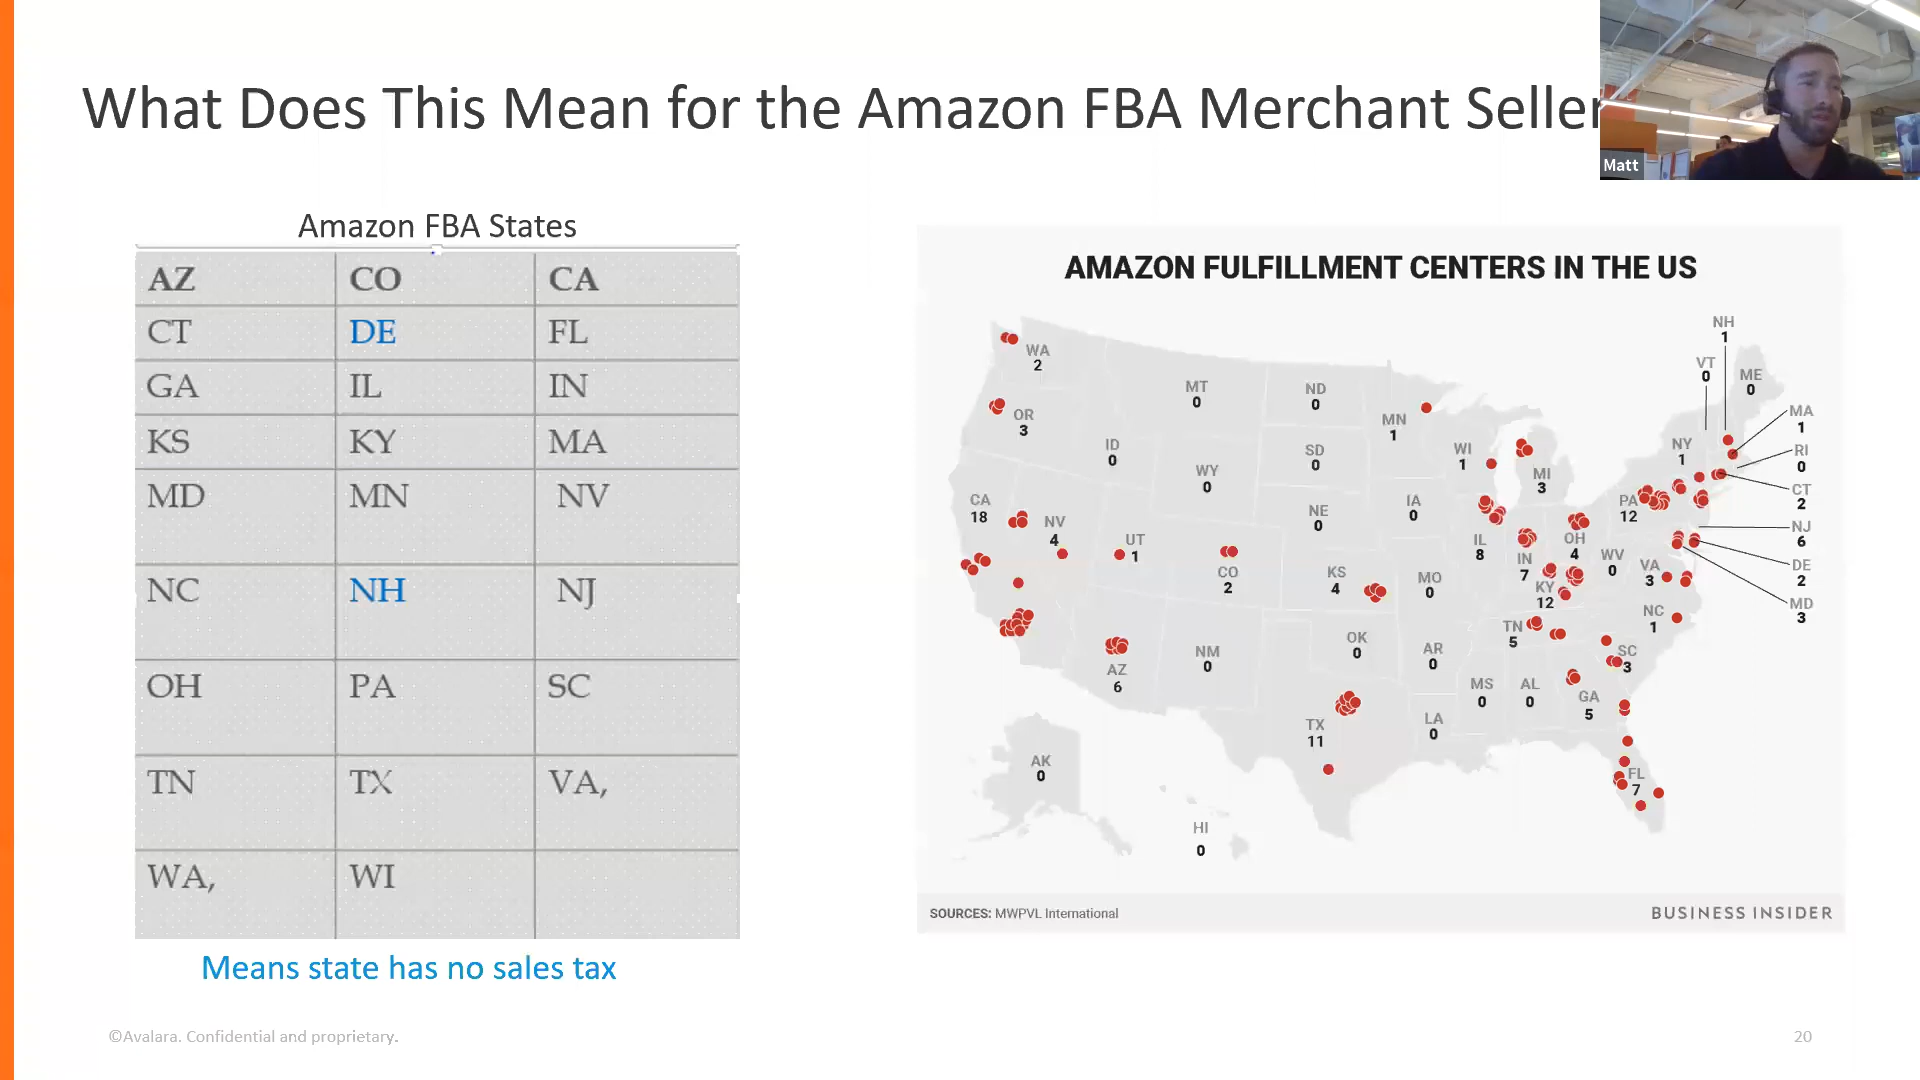 What Does This Mean for the Amazon FBA Merchant Seller
Matt
Amazon FBA States
AZ CO CA
CT DE FL
GA IL IN
KS KY MA
MD MN NV
NC NH NJ
OH PA SC
TN TX VA,
WA, WI
Means state has no sales tax
AMAZON FULFILLMENT CENTERS IN THE US
NH
1
WA
2
VT
0
ME
0
MT
0
ND
0
OR
3
MN
1
MA
1
ID
0
SD
0
WI
1
NY
1
RI
0
WY
0
MI
3
CA
18
NE
0
IA
0
PA
12
CT
2
NV
4
UT
1
IL
8
IN
7
OH
4
WV
0
NJ
6
CO
2
KS
4
MO
0
KY
12
VA
3
DE
2
NC
1
MD
3
AZ
6
NM
0
OK
0
AR
0
TN
5
SC
3
MS
0
AL
0
GA
5
TX
11
LA
0
AK
0
FL
7
HI
0
SOURCES: MWPVL International
BUSINESS INSIDER
©Avalara. Confidential and proprietary.
20